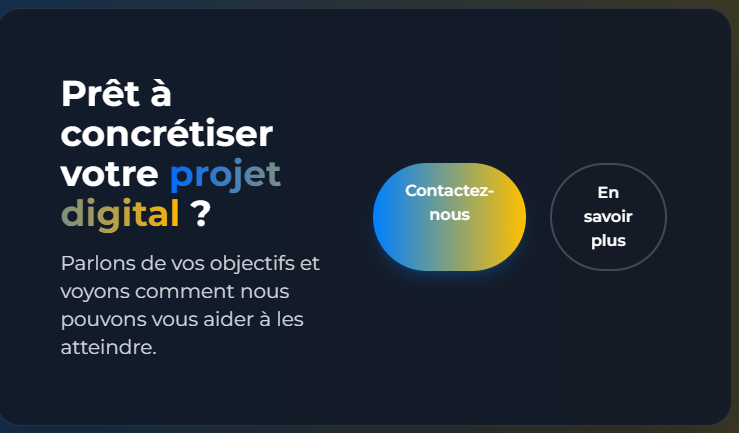 Prêt à
concrétiser
votre projet
digital ?
Parlons de vos objectifs et
voyons comment nous
pouvons vous aider à les
atteindre.
Contactez-
nous
En
savoir
plus